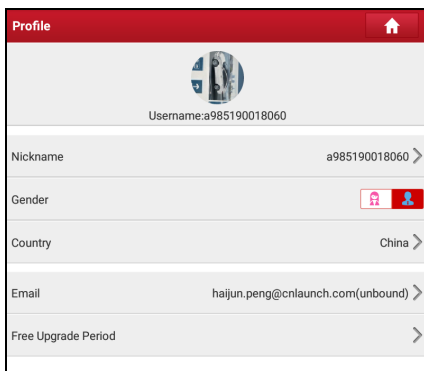 Profile
Username:a985190018060
Nickname a985190018060
Gender
Country China
Email haijun.peng@cnlaunch.com(unbound)
Free Upgrade Period